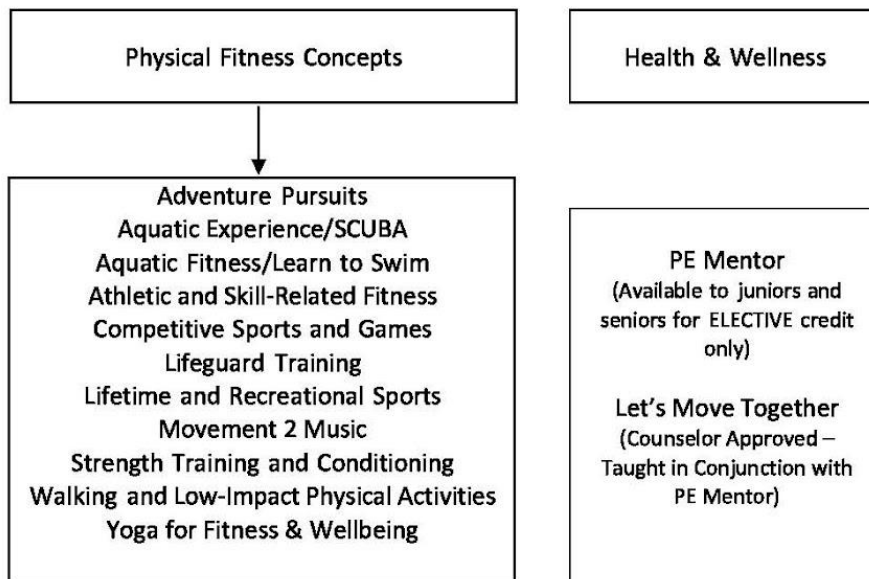 Physical Fitness Concepts
Health & Wellness
Adventure Pursuits
Aquatic Experience/SCUBA
Aquatic Fitness/Learn to Swim
Athletic and Skill-Related Fitness
Competitive Sports and Games
Lifeguard Training
Lifetime and Recreational Sports
Movement 2 Music
Strength Training and Conditioning
Walking and Low-Impact Physical Activities
Yoga for Fitness & Wellbeing
PE Mentor
(Available to juniors and
seniors for ELECTIVE credit
only)
Let's Move Together
(Counselor Approved –
Taught in Conjunction with
PE Mentor)